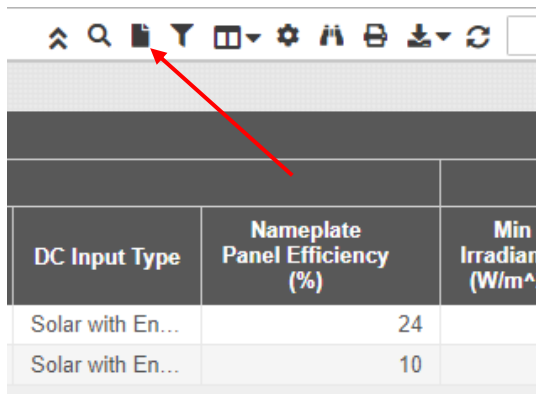 DC Input Type
Nameplate
Panel Efficiency
(%)
Min
Irradian
(W/m^
Solar with En...
24
Solar with En...
10